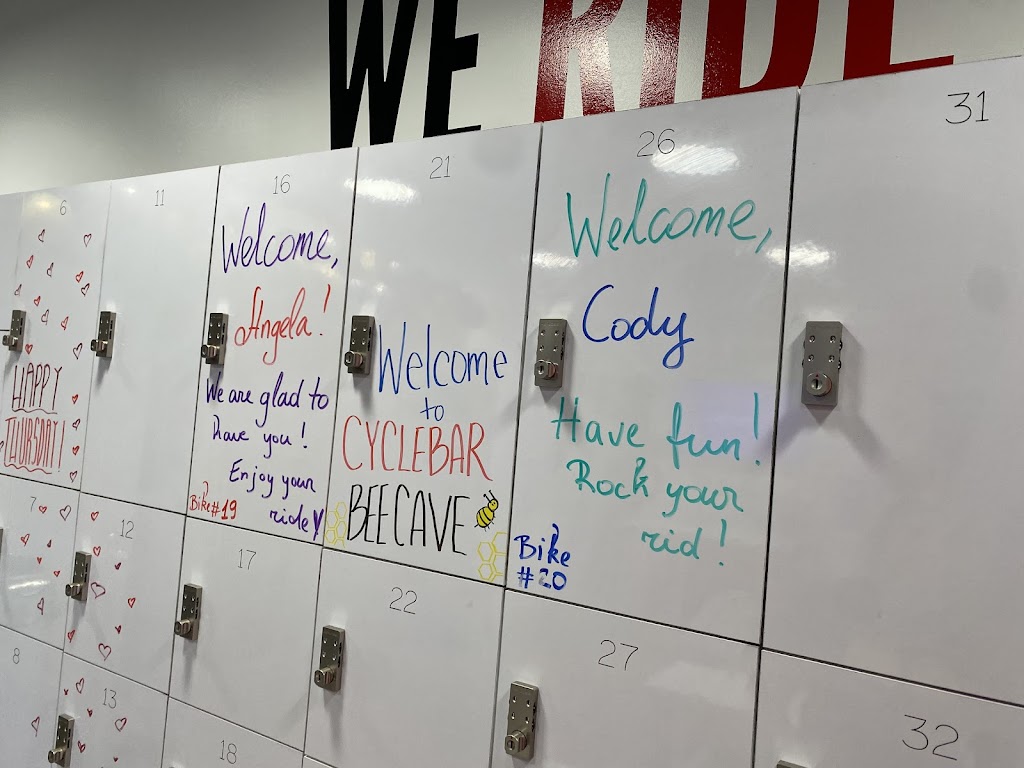 WE RIDE
6
HAPPY
THURSDAY!
11
16
Welcome,
Angela!
We are glad to
have you!
Enjoy your
ride
Bike #19
21
Welcome
to
CYCLEBAR
BEECAVE
26
Welcome,
Cody
Have fun!
Rock your
rid!
Bike
#20
31
7
12
17
22
27
32
8
13
18